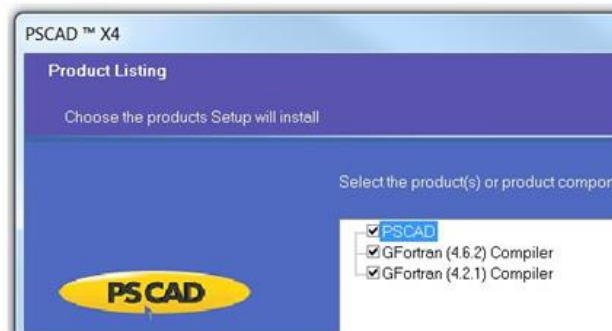 PSCAD ™ X4
Product Listing
Choose the products Setup will install
Select the product(s) or product compon
PSCAD
GFortran (4.6.2) Compiler
GFortran (4.2.1) Compiler
PSCAD